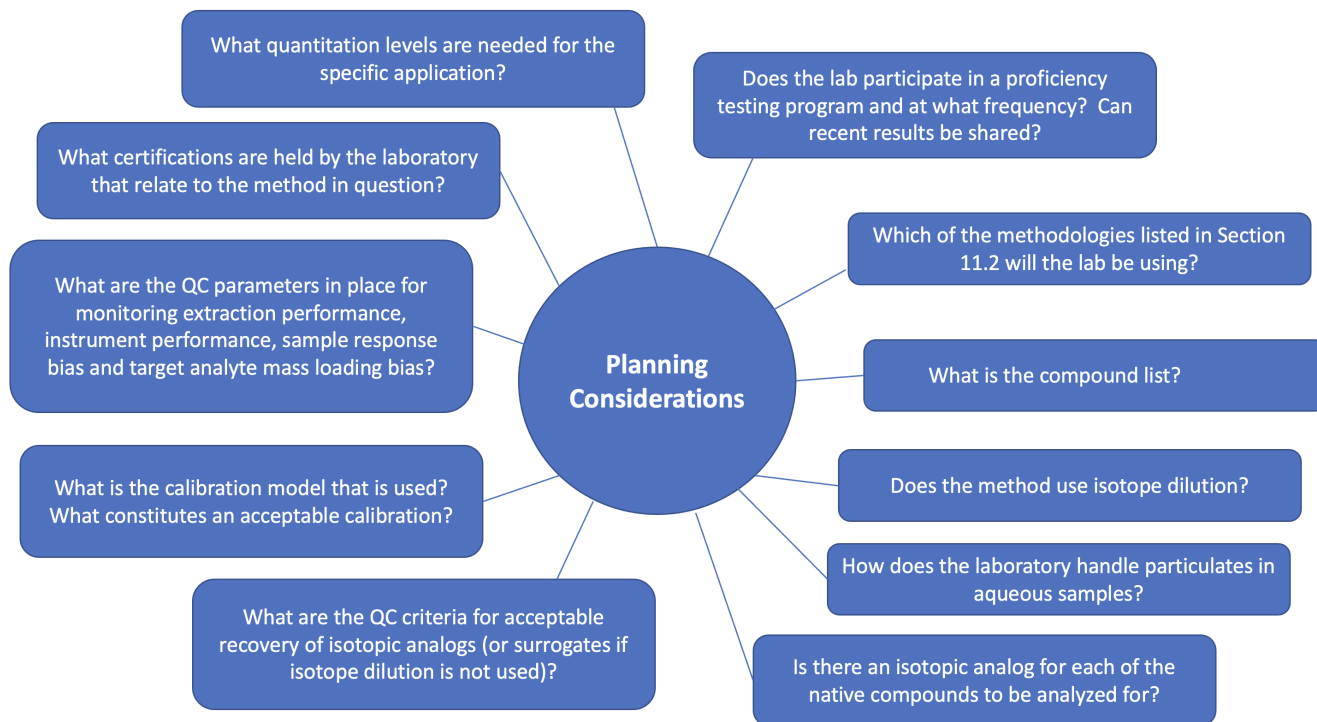 What quantitation levels are needed for the
specific application?
Does the lab participate in a proficiency
testing program and at what frequency?  Can
recent results be shared?
What certifications are held by the laboratory
that relate to the method in question?
Which of the methodologies listed in Section
11.2 will the lab be using?
What are the QC parameters in place for
monitoring extraction performance,
instrument performance, sample response
bias and target analyte mass loading bias?
Planning
Considerations
What is the compound list?
What is the calibration model that is used?
What constitutes an acceptable calibration?
Does the method use isotope dilution?
How does the laboratory handle particulates in
aqueous samples?
What are the QC criteria for acceptable
recovery of isotopic analogs (or surrogates if
isotope dilution is not used)?
Is there an isotopic analog for each of the
native compounds to be analyzed for?